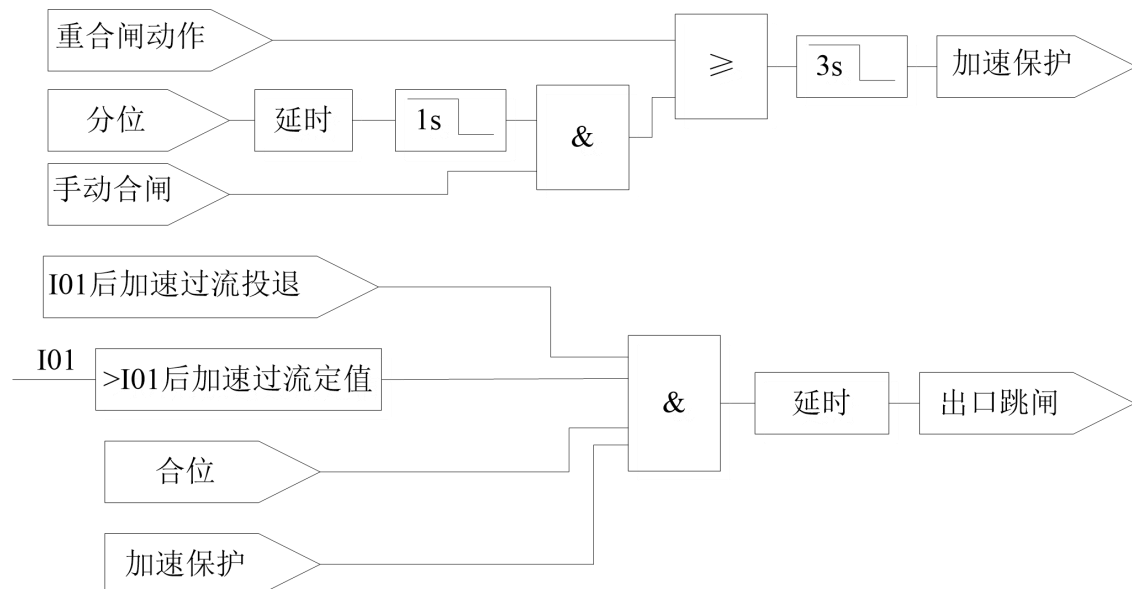 重合闸动作
≥
3s
加速保护
分位
延时
1s
&
手动合闸
I01后加速过流投退
I01
>I01后加速过流定值
&
延时
出口跳闸
合位
加速保护